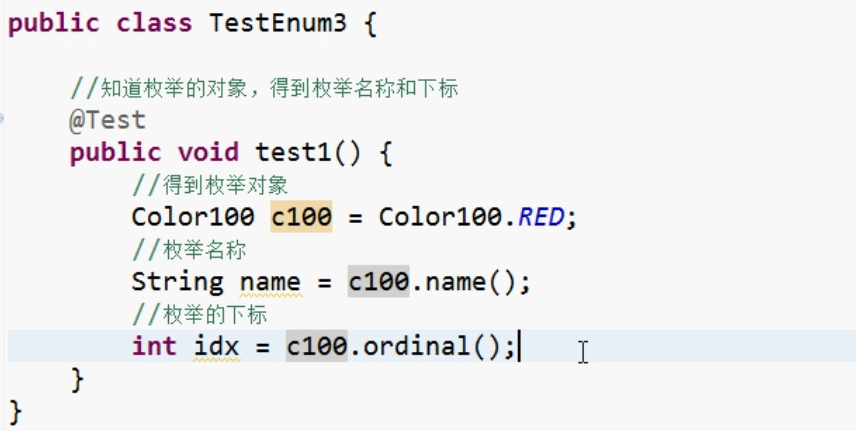 public class TestEnum3 {
//知道枚举的对象，得到枚举名称和下标
@Test
public void test1() {
//得到枚举对象
Color100 c100 = Color100.RED;
//枚举名称
String name = c100.name();
//枚举的下标
int idx = c100.ordinal();
}
}